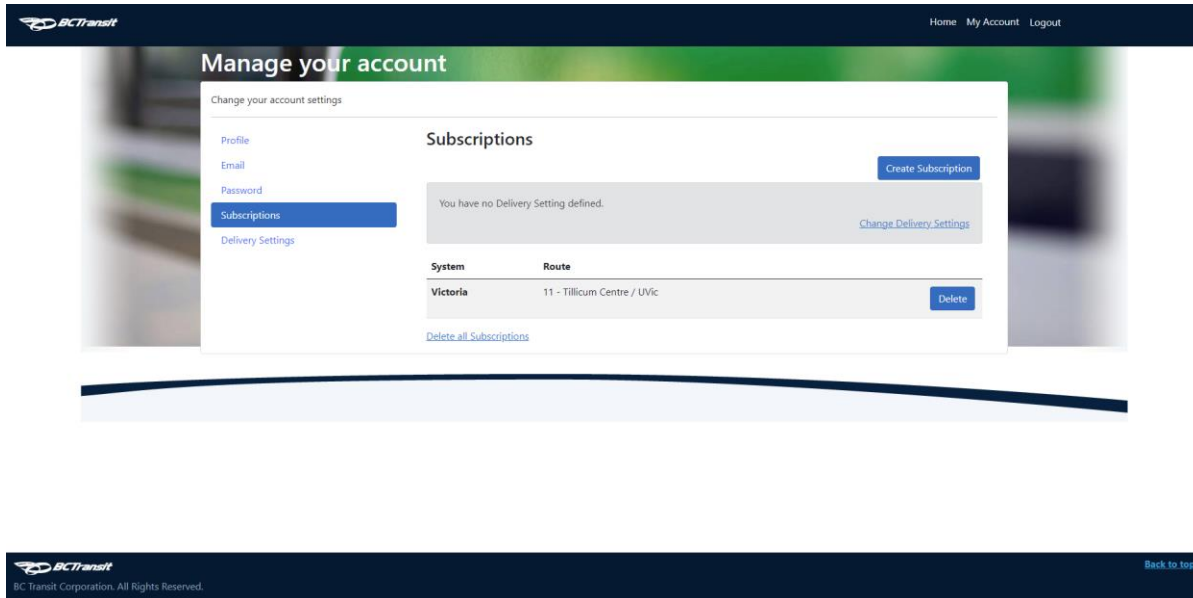 BCTransit
Home My Account Logout
Manage your account
Change your account settings
Profile
Email
Password
Subscriptions
Delivery Settings
Subscriptions
Create Subscription
You have no Delivery Setting defined.
Change Delivery Settings
System Route
Victoria 11 - Tillicum Centre / UVic Delete
Delete all Subscriptions
BCTransit
Back to top
BC Transit Corporation. All Rights Reserved.